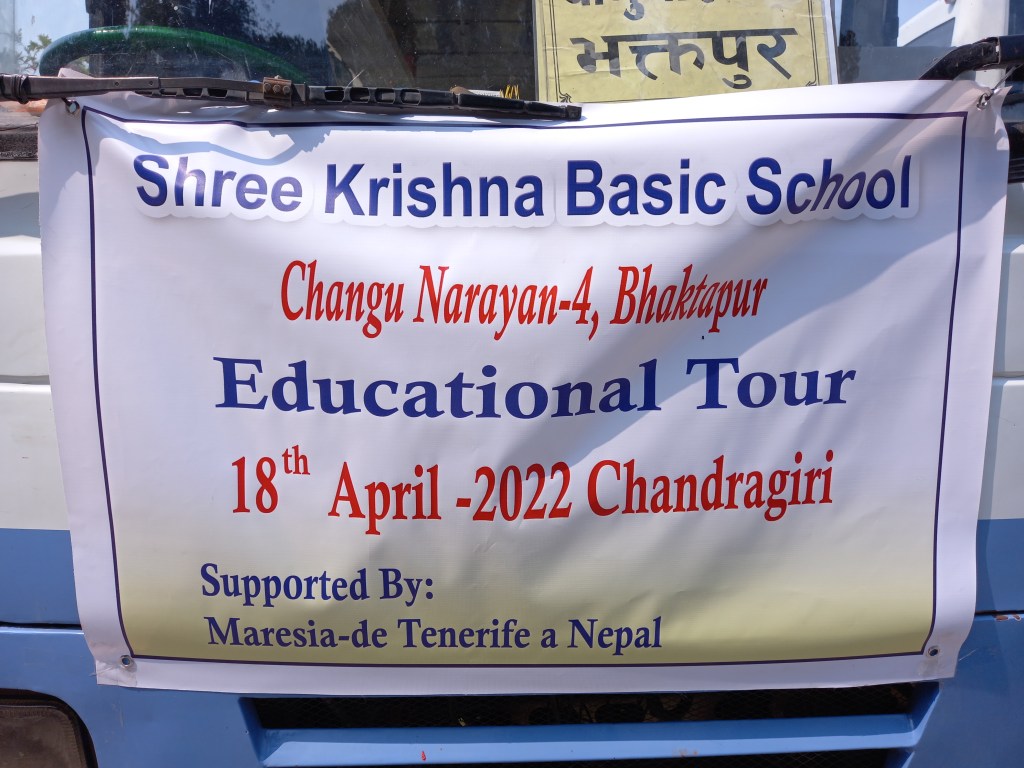 भक्तपुर
Shree Krishna Basic School
Changu Narayan-4, Bhaktapur
Educational Tour
18th April -2022 Chandragiri
Supported By:
Maresia-de Tenerife a Nepal